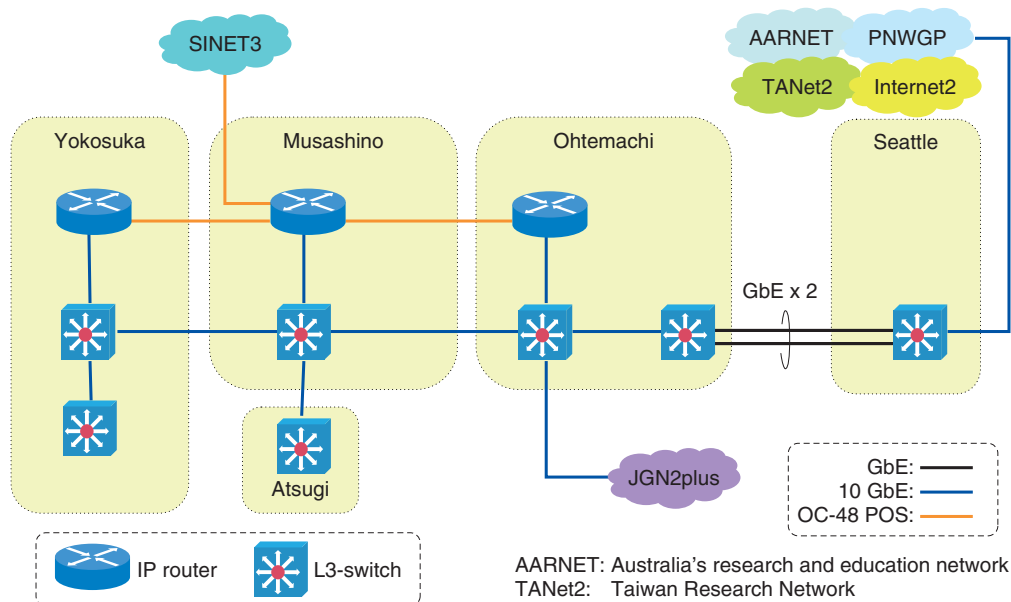 SINET3
AARNET
PNWGP
TANet2
Internet2
Yokosuka
Musashino
Ohtemachi
Seattle
GbE x 2
Atsugi
JGN2plus
GbE:
10 GbE:
OC-48 POS:
IP router
L3-switch
AARNET: Australia's research and education network
TANet2: Taiwan Research Network